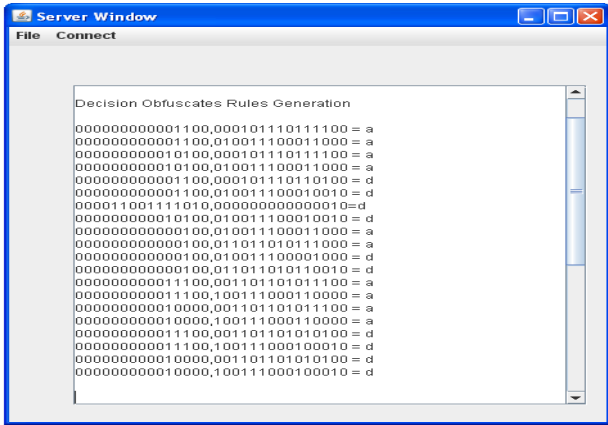 Server Window
File Connect
Decision Obfuscates Rules Generation
000000000001100,000101110111100 = a
000000000001100,010011100011000 = a
000000000010100,000101110111100 = a
000000000010100,010011100011000 = a
000000000001100,000101110110100 = d
000000000001100,010011100010010 = d
000011001111010,000000000000010=d
000000000010100,010011100010010 = d
000000000000100,010011100011000 = a
000000000000100,011011010111000 = a
000000000000100,010011100001000 = d
000000000000100,011011010110010 = d
000000000011100,001101101011100 = a
000000000011100,100111000110000 = a
000000000010000,001101101011100 = a
000000000010000,100111000110000 = a
000000000011100,001101101010100 = d
000000000011100,100111000100010 = d
000000000010000,001101101010100 = d
000000000010000,100111000100010 = d